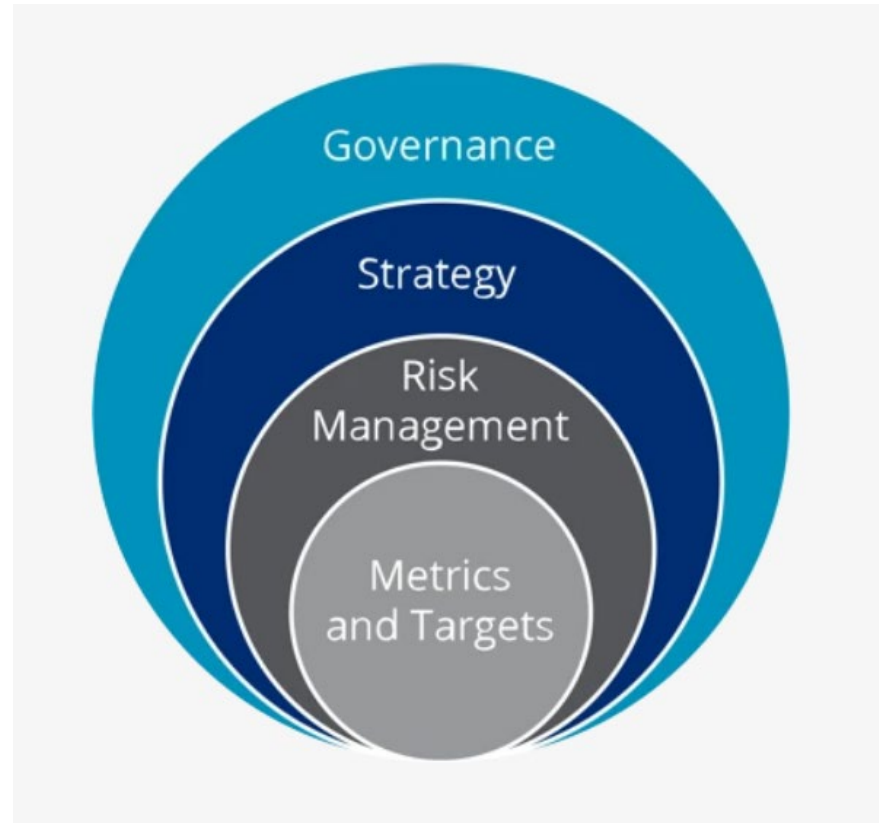 Governance
Strategy
Risk
Management
Metrics
and Targets